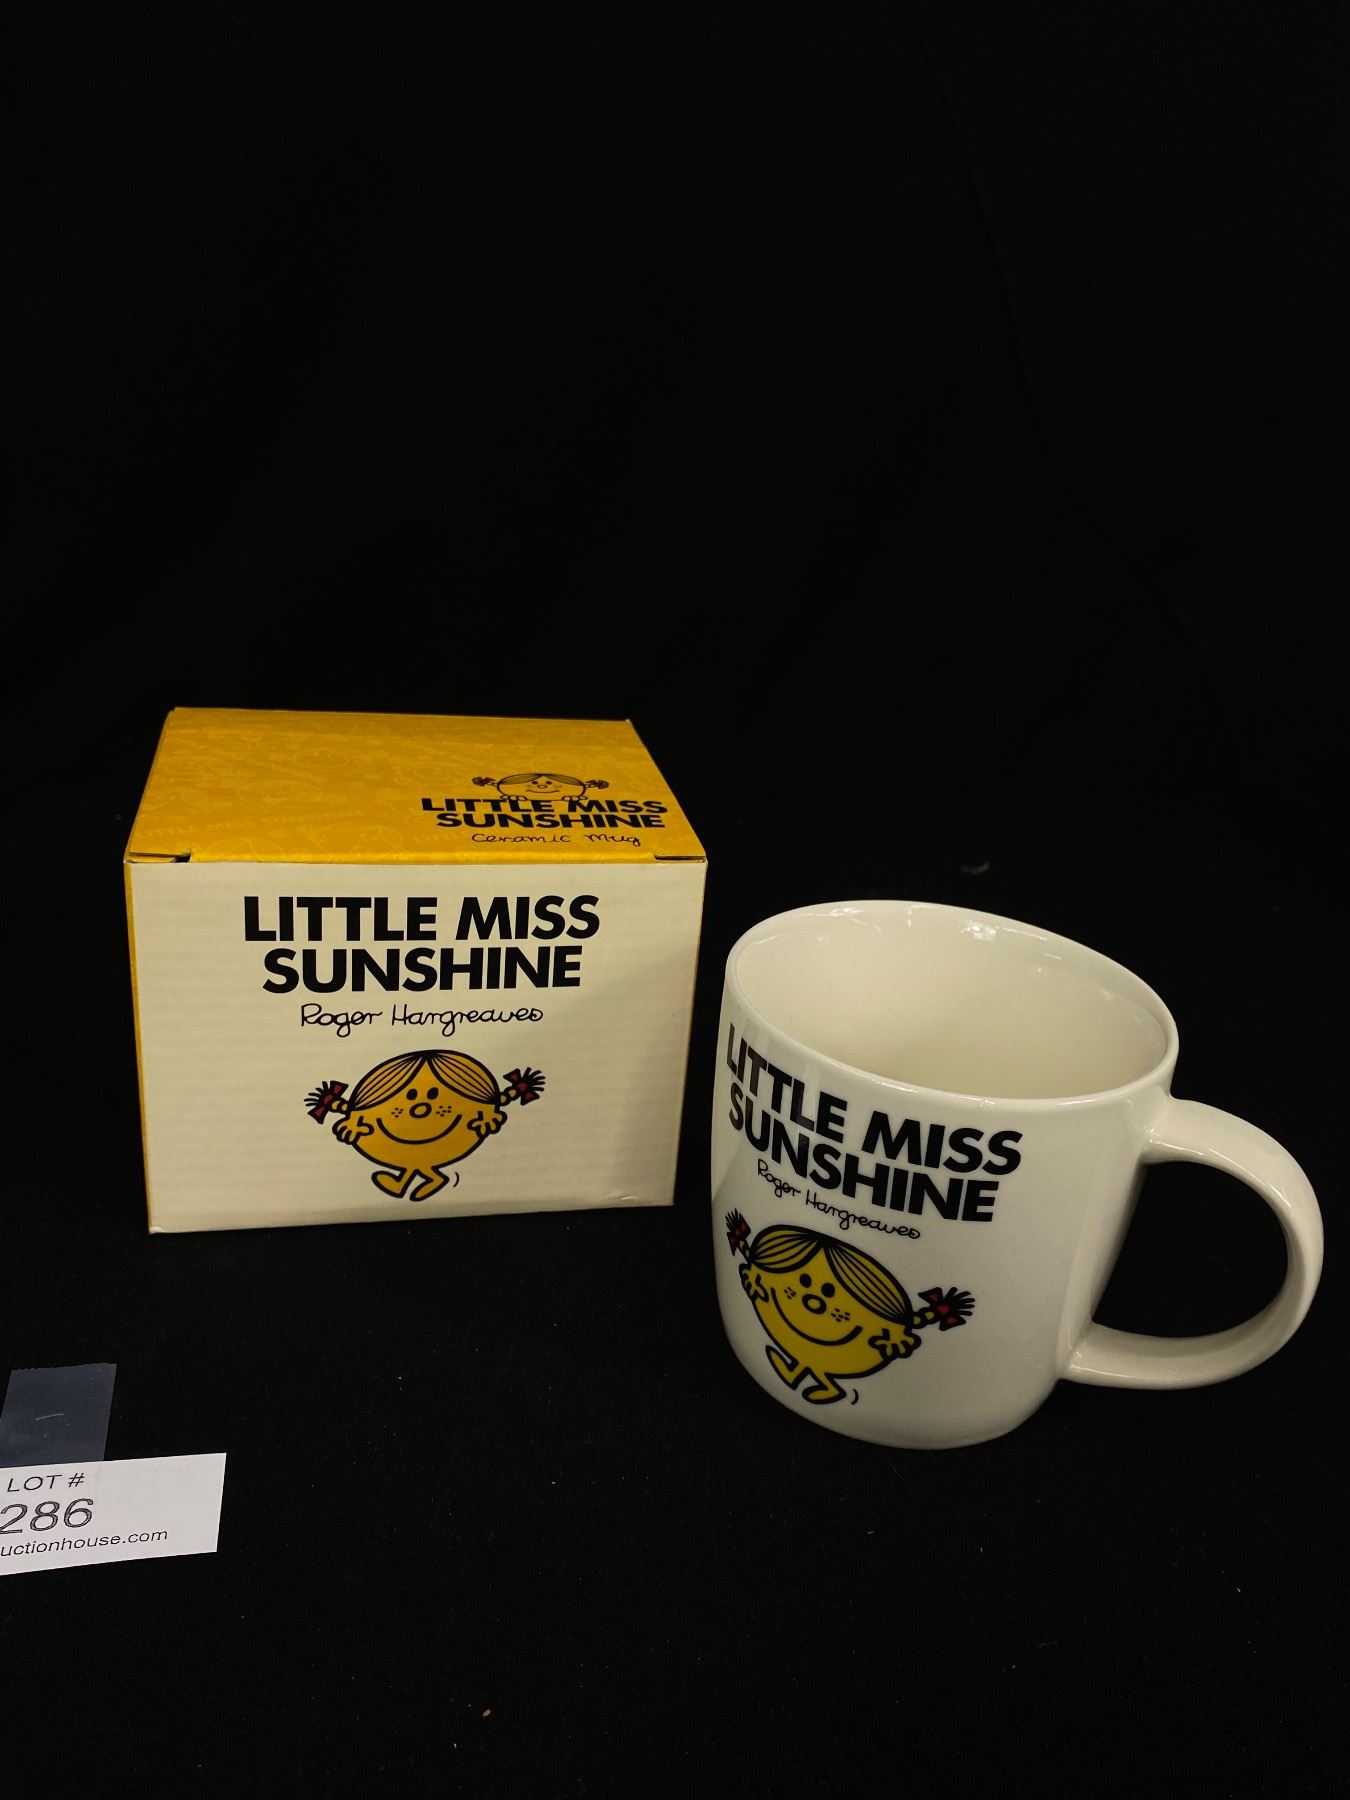 LITTLE MISS
SUNSHINE
Ceramic Mug
LITTLE MISS
SUNSHINE
Roger Hargreaves
LITTLE MISS
SUNSHINE
Roger Hargreaves
LOT #
286
uctionhouse.com